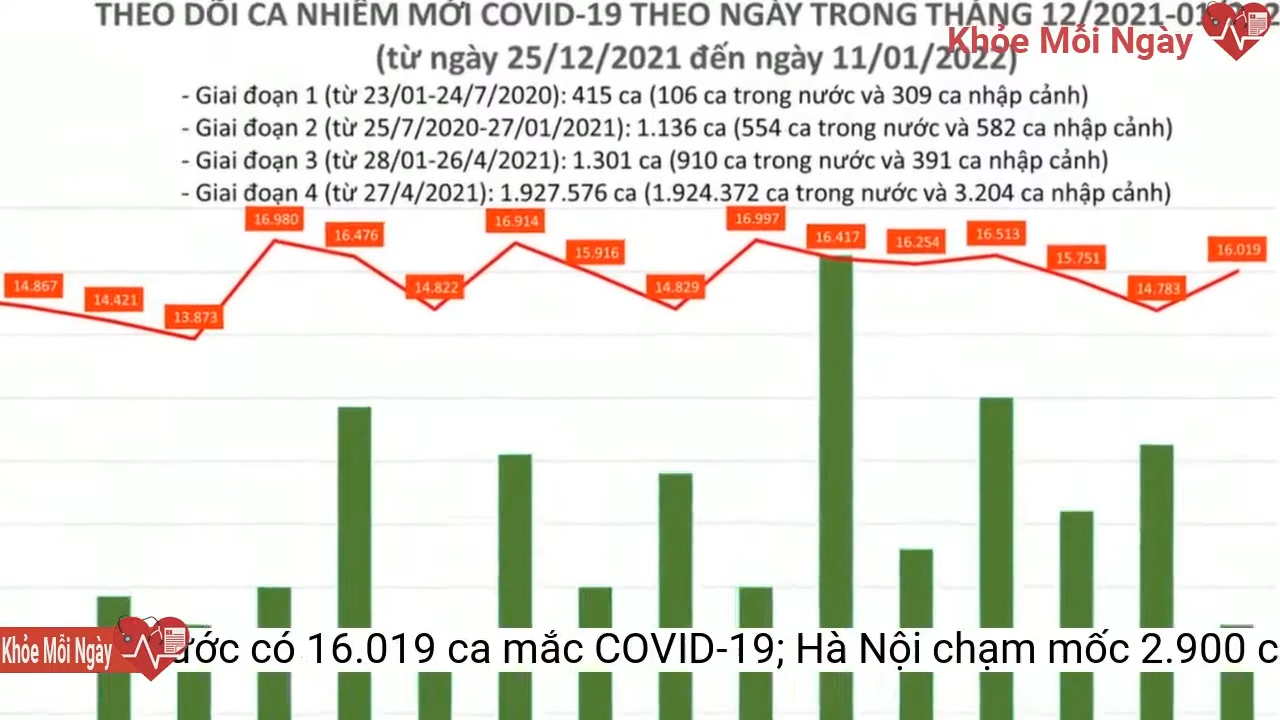 THEO DÕI CA NHIỄM MỚI COVID-19 THEO NGÀY TRONG THÁNG 12/2021-01
Khỏe Mỗi Ngày
(từ ngày 25/12/2021 đến ngày 11/01/2022)
- Giai đoạn 1 (từ 23/01-24/7/2020): 415 ca (106 ca trong nước và 309 ca nhập cảnh)
- Giai đoạn 2 (từ 25/7/2020-27/01/2021): 1.136 ca (554 ca trong nước và 582 ca nhập cảnh)
- Giai đoạn 3 (từ 28/01-26/4/2021): 1.301 ca (910 ca trong nước và 391 ca nhập cảnh)
- Giai đoạn 4 (từ 27/4/2021): 1.927.576 ca (1.924.372 ca trong nước và 3.204 ca nhập cảnh)
14.867
14.421
13.873
16.980
16.476
14.822
16.914
15.916
14.829
16.997
16.417
16.254
16.513
15.751
14.783
16.019
Khỏe Mỗi Ngày
ước có 16.019 ca mắc COVID-19; Hà Nội chạm mốc 2.900 c